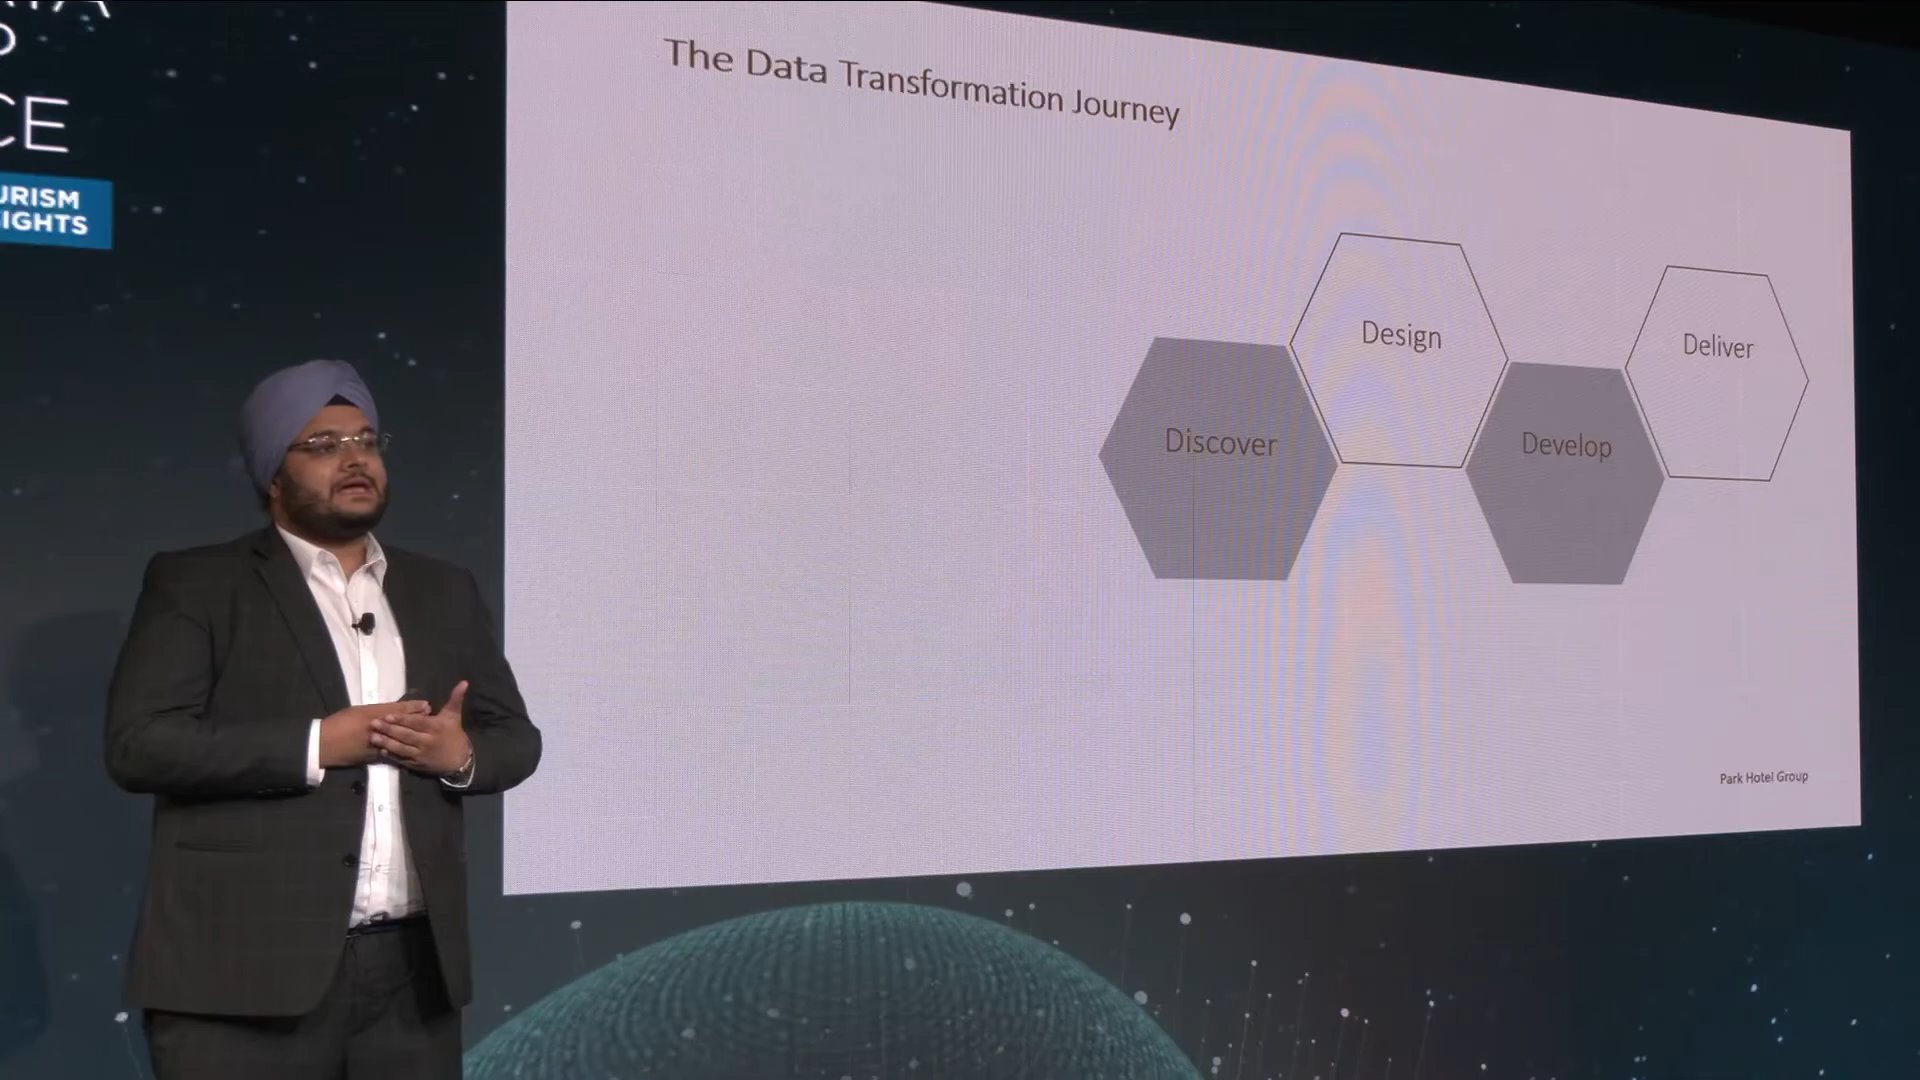 CE
URISM
IGHTS
The Data Transformation Journey
Design
Deliver
Discover
Develop
Park Hotel Group